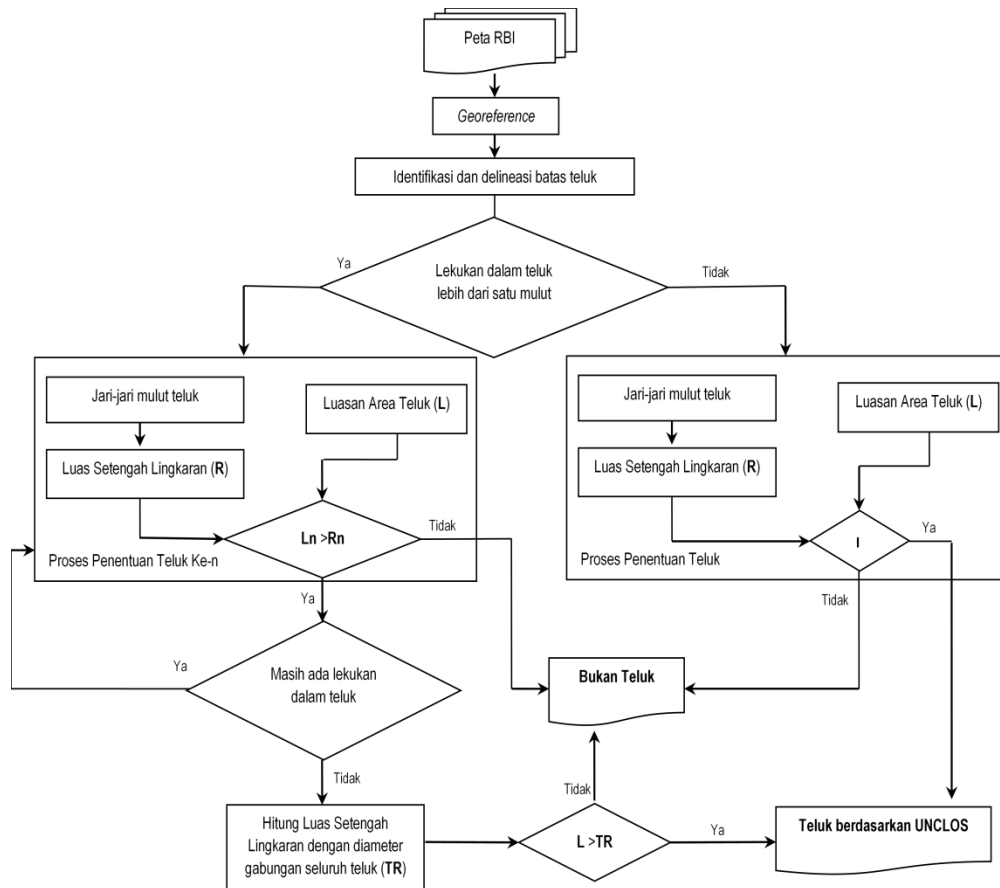 Peta RBI
Georeference
Identifikasi dan delineasi batas teluk
Ya
Lekukan dalam teluk
lebih dari satu mulut
Tidak
Jari-jari mulut teluk
Luasan Area Teluk (L)
Luas Setengah Lingkaran (R)
Ln >Rn
Tidak
Proses Penentuan Teluk Ke-n
Ya
Jari-jari mulut teluk
Luasan Area Teluk (L)
Luas Setengah Lingkaran (R)
l
Ya
Proses Penentuan Teluk
Tidak
Ya
Masih ada lekukan
dalam teluk
Tidak
Bukan Teluk
Hitung Luas Setengah
Lingkaran dengan diameter
gabungan seluruh teluk (TR)
Tidak
L >TR
Ya
Teluk berdasarkan UNCLOS